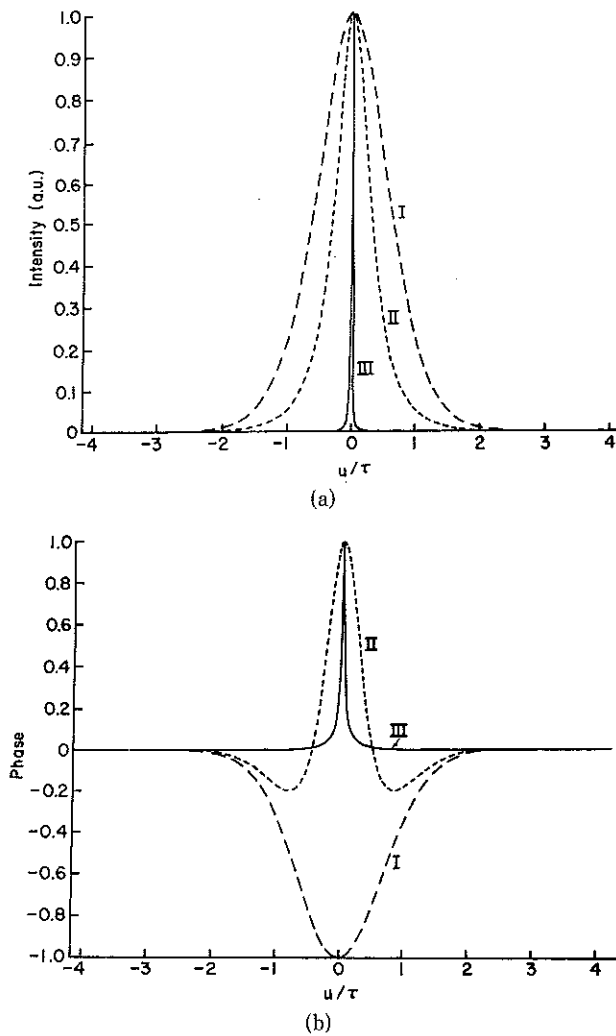 1.0
0.9
0.8
0.7
0.6
0.5
0.4
0.3
0.2
0.1
0
Intensity (a.u.)
I
II
III
-4 -3 -2 -1 0 1 2 3 4
u/τ
(a)
1.0
0.8
0.6
0.4
0.2
0
-0.2
-0.4
-0.6
-0.8
-1.0
Phase
II
III
I
-4 -3 -2 -1 0 1 2 3 4
u/τ
(b)